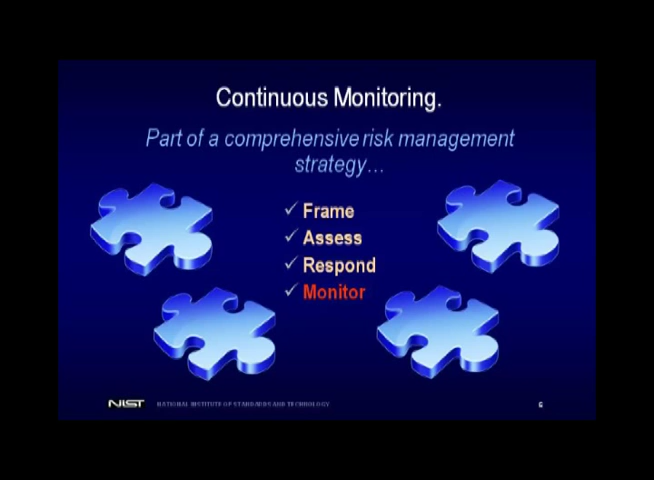 Continuous Monitoring.
Part of a comprehensive risk management
strategy...
✓ Frame
✓ Assess
✓ Respond
✓ Monitor
NIST NATIONAL INSTITUTE OF STANDARDS AND TECHNOLOGY
6